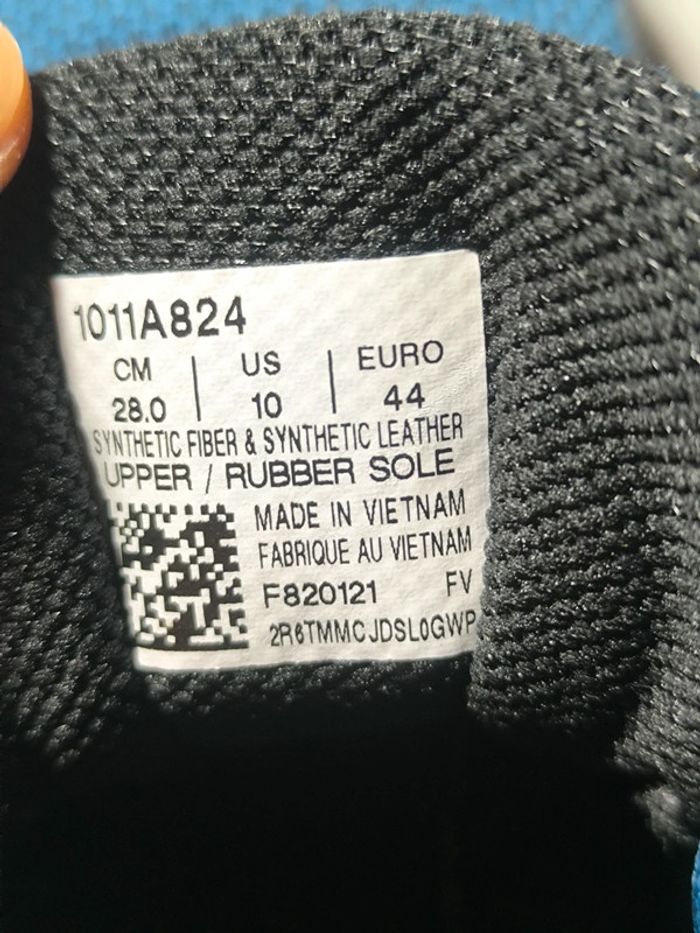 1011A824
CM | US | EURO
28.0 | 10 | 44
SYNTHETIC FIBER & SYNTHETIC LEATHER
UPPER / RUBBER SOLE
MADE IN VIETNAM
FABRIQUE AU VIETNAM
F820121 FV
2R6TMMCJDSL0GWP